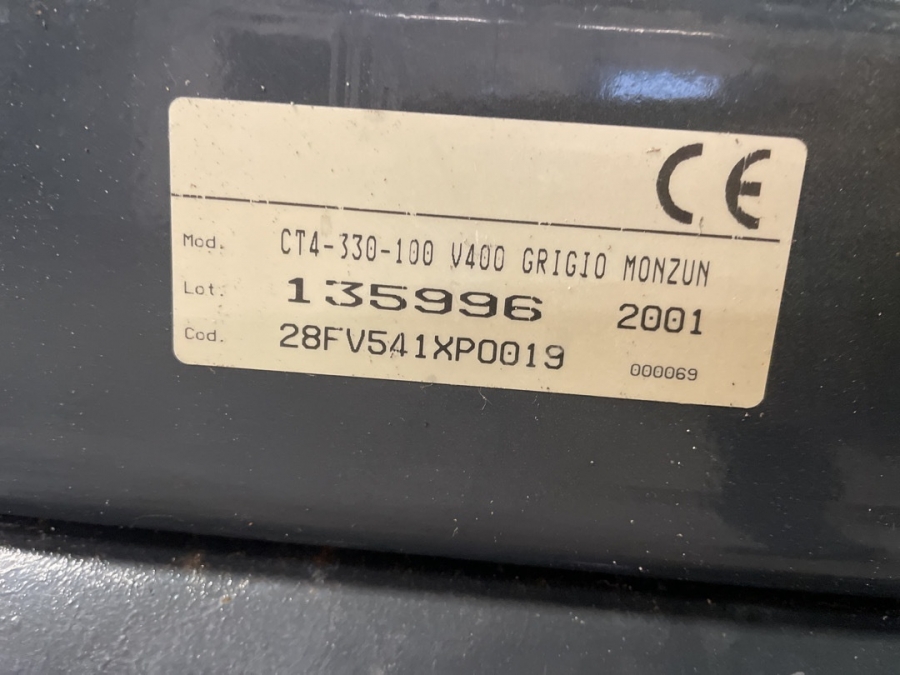 CE
Mod. CT4-330-100 V400 GRIGIO MONZUN
Lot. 135996 2001
Cod. 28FV541XP0019 000069